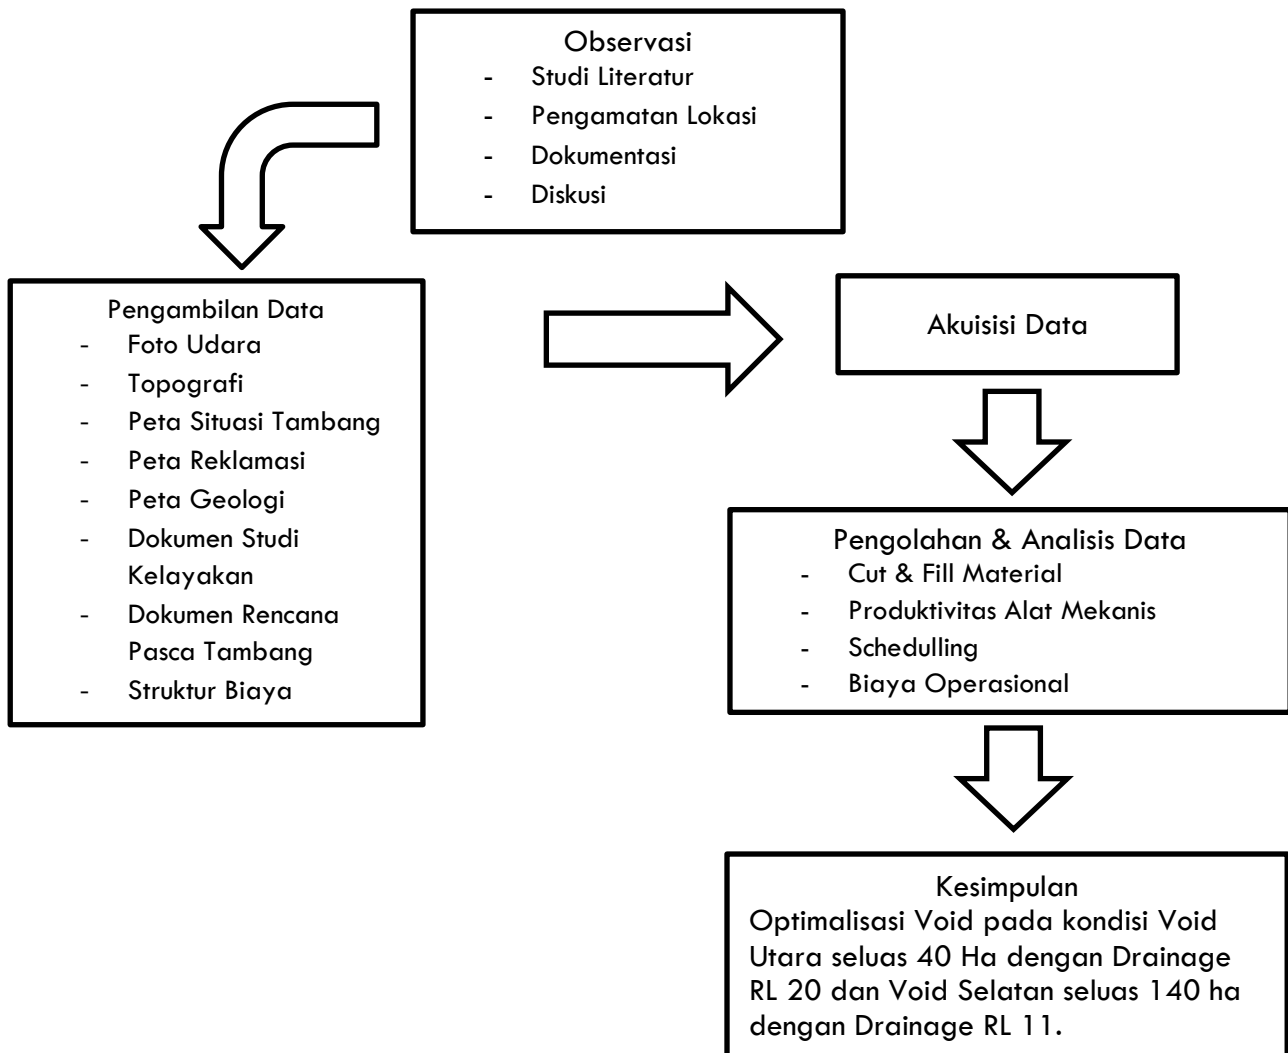 Observasi
- Studi Literatur
- Pengamatan Lokasi
- Dokumentasi
- Diskusi
Pengambilan Data
- Foto Udara
- Topografi
- Peta Situasi Tambang
- Peta Reklamasi
- Peta Geologi
- Dokumen Studi
Kelayakan
- Dokumen Rencana
Pasca Tambang
- Struktur Biaya
Akuisisi Data
Pengolahan & Analisis Data
- Cut & Fill Material
- Produktivitas Alat Mekanis
- Schedulling
- Biaya Operasional
Kesimpulan
Optimalisasi Void pada kondisi Void
Utara seluas 40 Ha dengan Drainage
RL 20 dan Void Selatan seluas 140 ha
dengan Drainage RL 11.